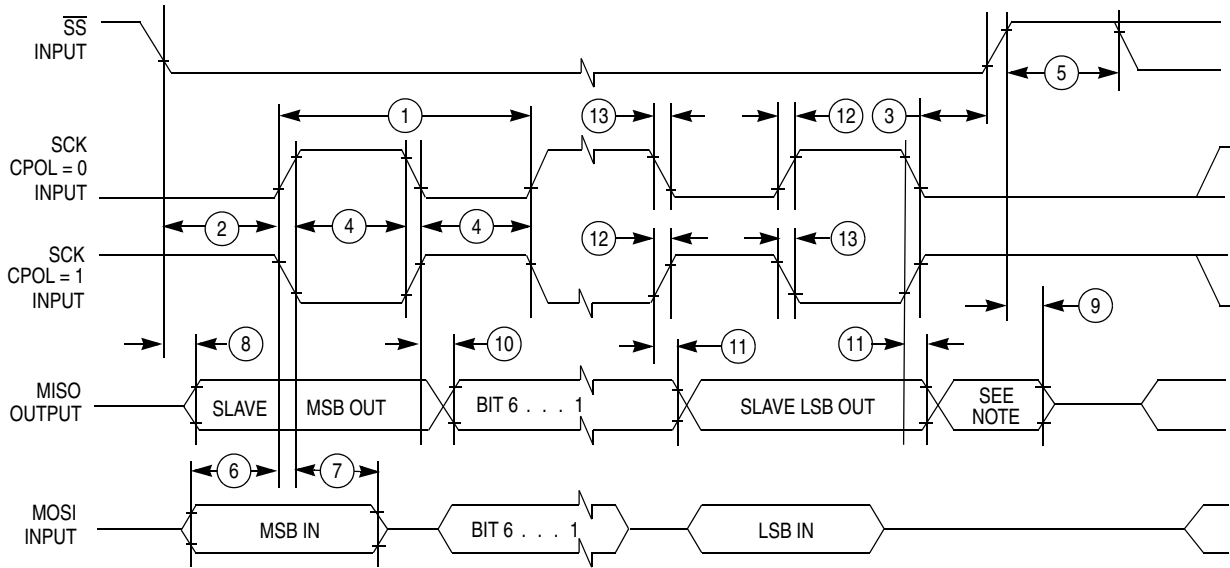 SS
INPUT
5
1
13
12
3
SCK
CPOL = 0
INPUT
2
4
4
12
13
SCK
CPOL = 1
INPUT
9
8
10
11
11
MISO
OUTPUT
SLAVE MSB OUT
BIT 6 . . . 1
SLAVE LSB OUT
SEE
NOTE
6
7
MOSI
INPUT
MSB IN
BIT 6 . . . 1
LSB IN